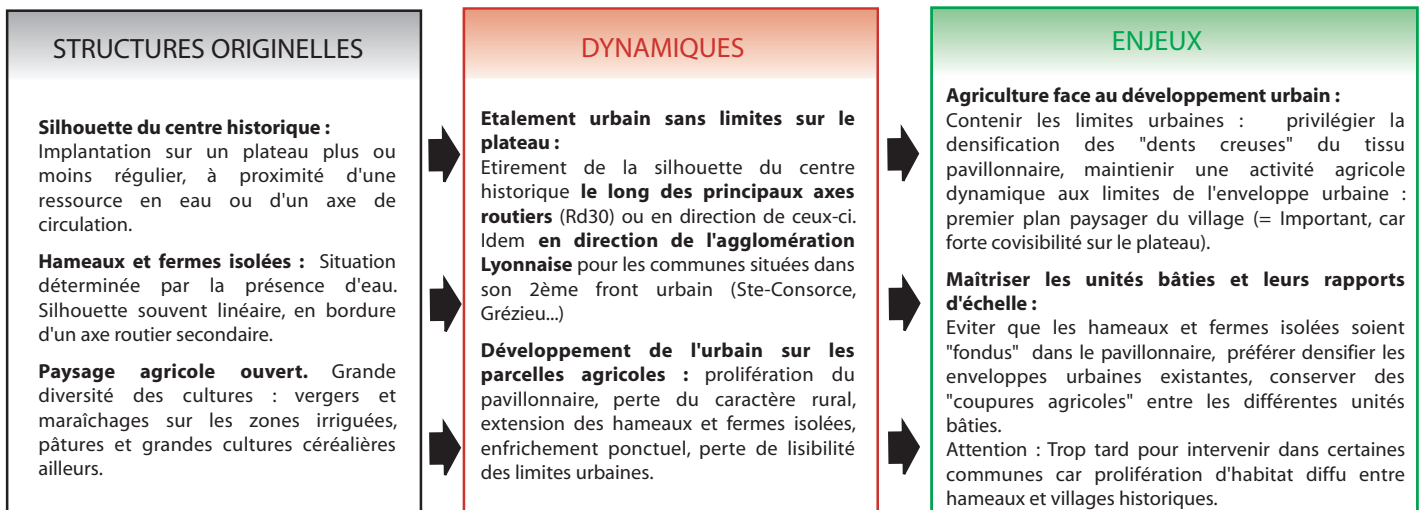 STRUCTURES ORIGINELLES
Silhouette du centre historique :
Implantation sur un plateau plus ou
moins régulier, à proximité d'une
ressource en eau ou d'un axe de
circulation.
Hameaux et fermes isolées : Situation
déterminée par la présence d'eau.
Silhouette souvent linéaire, en bordure
d'un axe routier secondaire.
Paysage agricole ouvert. Grande
diversité des cultures : vergers et
maraîchages sur les zones irriguées,
pâtures et grandes cultures céréalières
ailleurs.
DYNAMIQUES
Etalement urbain sans limites sur le
plateau :
Etirement de la silhouette du centre
historique le long des principaux axes
routiers (Rd30) ou en direction de ceux-ci.
Idem en direction de l'agglomération
Lyonnaise pour les communes situées dans
son 2ème front urbain (Ste-Consorce,
Grézieu...)
Développement de l'urbain sur les
parcelles agricoles : prolifération du
pavillonnaire, perte du caractère rural,
extension des hameaux et fermes isolées,
enfrichement ponctuel, perte de lisibilité
des limites urbaines.
ENJEUX
Agriculture face au développement urbain :
Contenir les limites urbaines : privilégier la
densification des "dents creuses" du tissu
pavillonnaire, maintienir une activité agricole
dynamique aux limites de l'enveloppe urbaine :
premier plan paysager du village (= Important, car
forte covisibilité sur le plateau).
Maîtriser les unités bâties et leurs rapports
d'échelle :
Eviter que les hameaux et fermes isolées soient
"fondus" dans le pavillonnaire, préférer densifier les
enveloppes urbaines existantes, conserver des
"coupures agricoles" entre les différentes unités
bâties.
Attention : Trop tard pour intervenir dans certaines
communes car prolifération d'habitat diffu entre
hameaux et villages historiques.